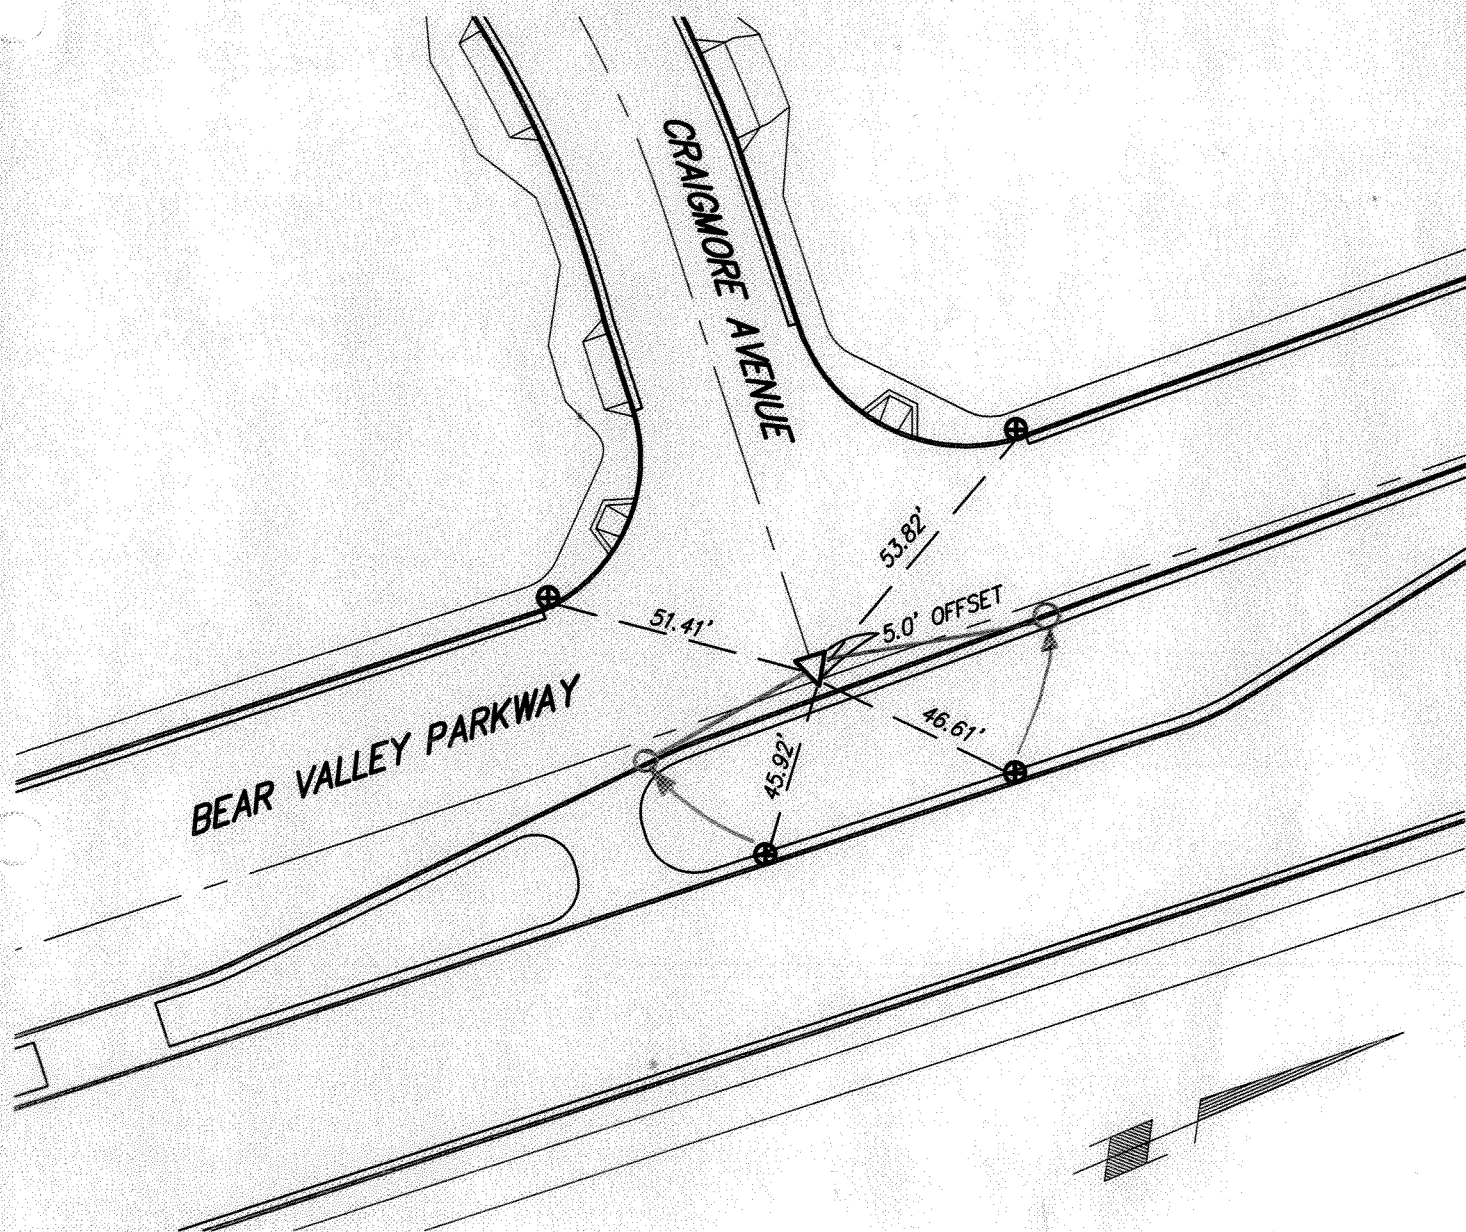 CRAIGMORE AVENUE
53.82'
5.0' OFFSET
51.41'
BEAR VALLEY PARKWAY
46.61'
45.92'